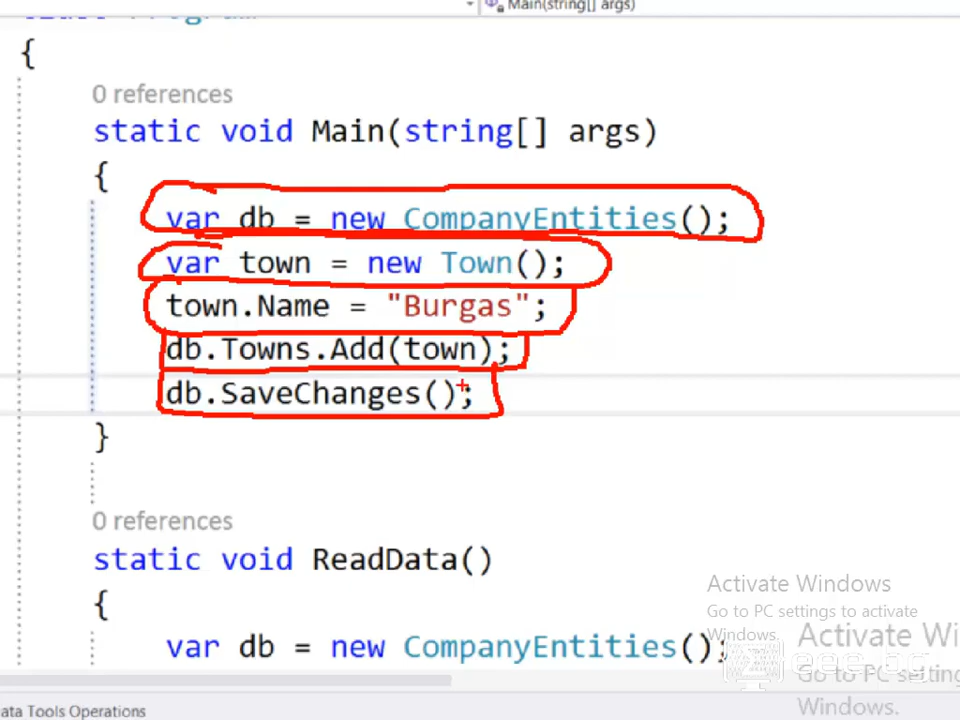 Main(string[] args)
{
0 references
static void Main(string[] args)
{
var db = new CompanyEntities();
var town = new Town();
town.Name = "Burgas";
db.Towns.Add(town);
db.SaveChanges();
}
0 references
static void ReadData()
{
var db = new CompanyEntities();
Activate Windows
Go to PC settings to activate
Windows.
Activate Wi
Go to PC setting
Windows.
eee.bg
ata Tools Operations